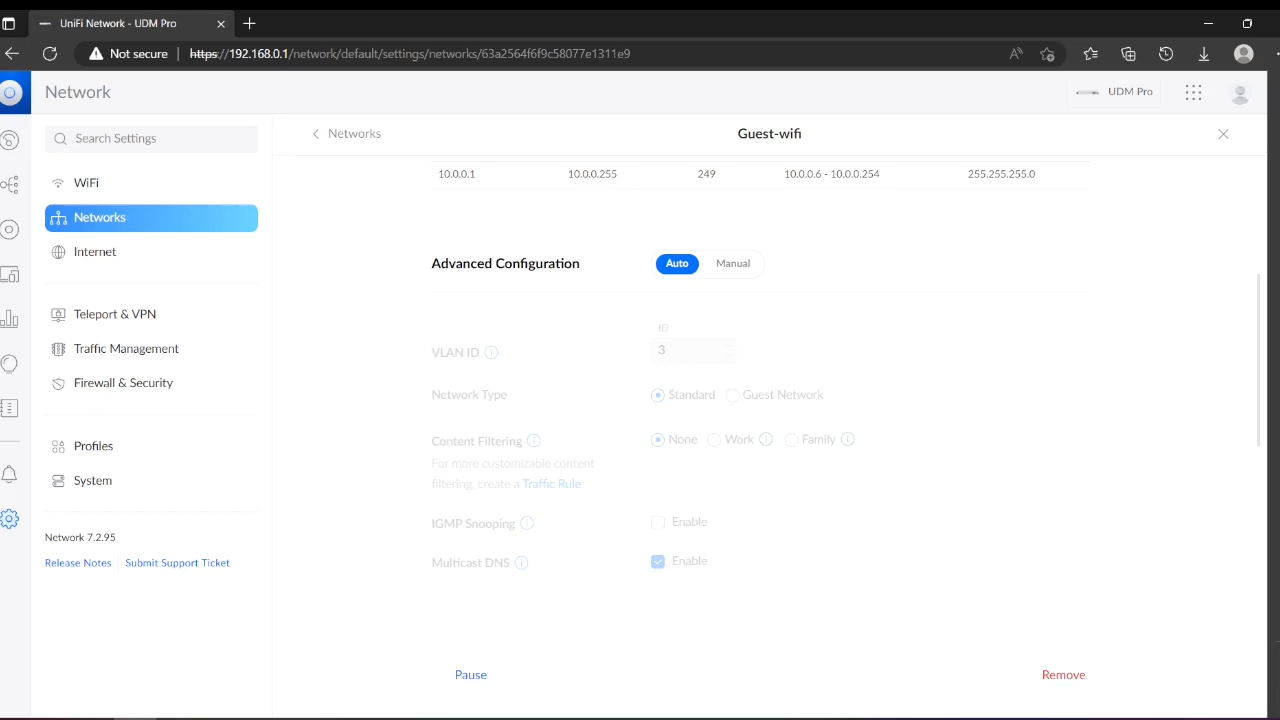 UniFi Network - UDM Pro
Not secure https://192.168.0.1/network/default/settings/networks/63a2564f6f9c58077e1311e9
Network
UDM Pro
Search Settings
WiFi
Networks
Internet
Teleport & VPN
Traffic Management
Firewall & Security
Profiles
System
Network 7.2.95
Release Notes Submit Support Ticket
Networks
Guest-wifi
10.0.0.1 10.0.0.255 249 10.0.0.6 - 10.0.0.254 255.255.255.0
Advanced Configuration Auto Manual
ID
VLAN ID 3
Network Type Standard Guest Network
Content Filtering None Work Family
For more customizable content
filtering, create a Traffic Rule
IGMP Snooping Enable
Multicast DNS Enable
Pause Remove